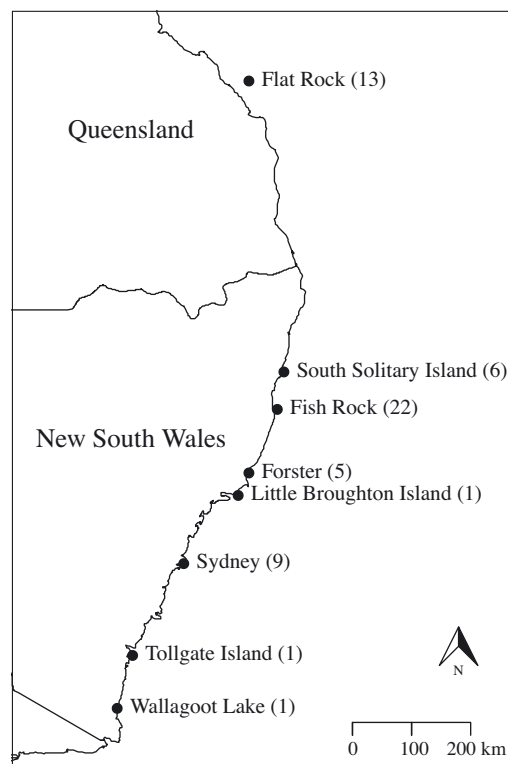 Flat Rock (13)
Queensland
South Solitary Island (6)
Fish Rock (22)
New South Wales
Forster (5)
Little Broughton Island (1)
Sydney (9)
Tollgate Island (1)
N
Wallagoot Lake (1)
0 100 200 km